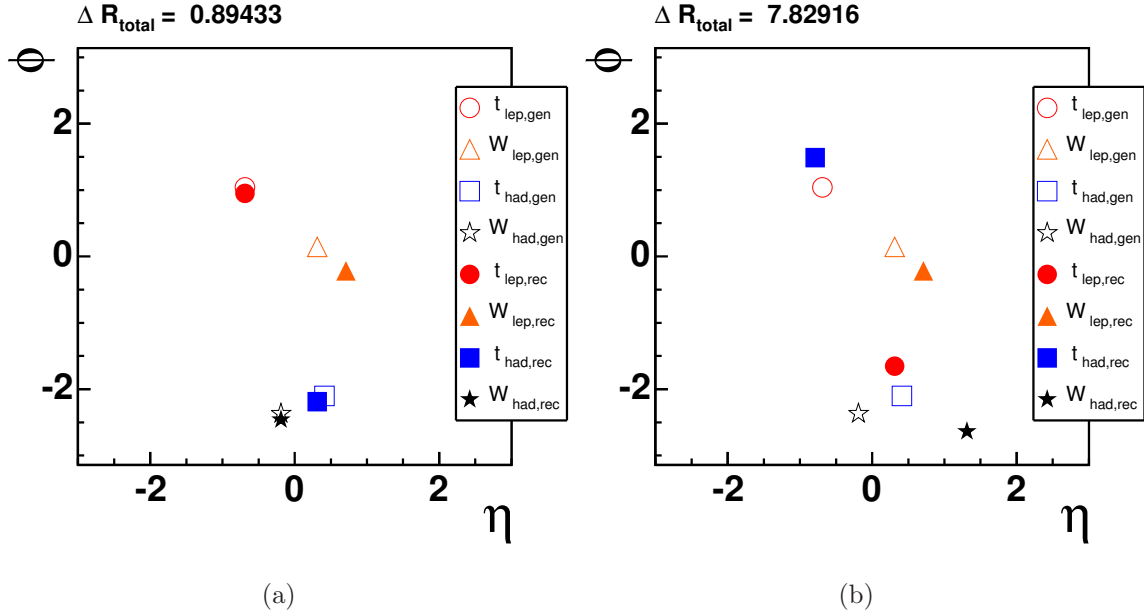 Δ R_total = 0.89433
ϕ
2
0
-2
-2 0 2
η
t_lep,gen
W_lep,gen
t_had,gen
W_had,gen
t_lep,rec
W_lep,rec
t_had,rec
W_had,rec
(a)
Δ R_total = 7.82916
ϕ
2
0
-2
-2 0 2
η
t_lep,gen
W_lep,gen
t_had,gen
W_had,gen
t_lep,rec
W_lep,rec
t_had,rec
W_had,rec
(b)